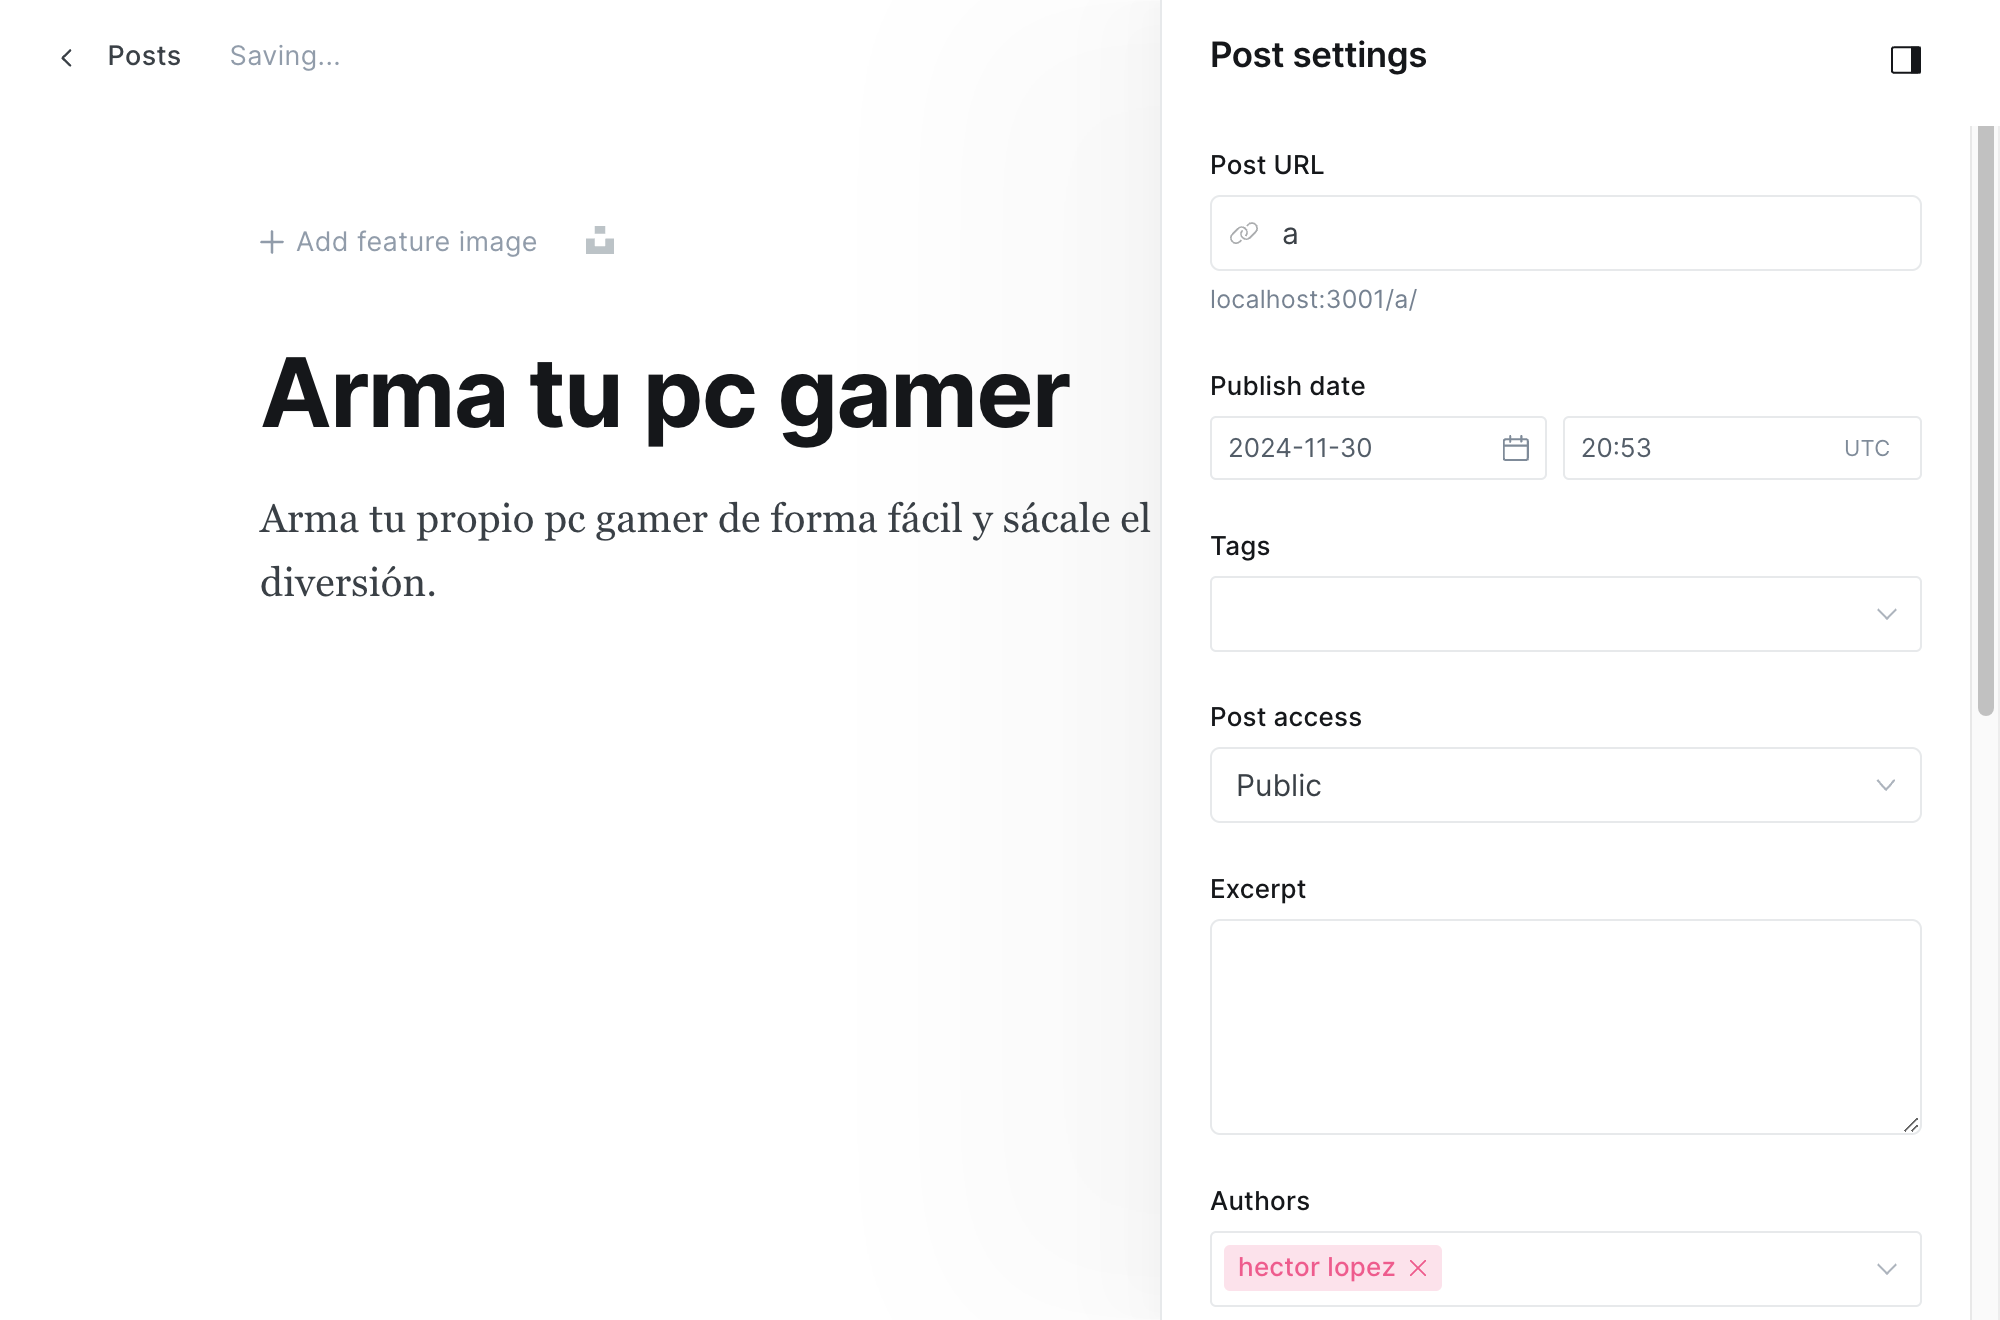 Posts
Saving...
Add feature image
Arma tu pc gamer
Arma tu propio pc gamer de forma fácil y sácale el
diversión.
Post settings
Post URL
a
localhost:3001/a/
Publish date
2024-11-30
20:53
UTC
Tags
Post access
Public
Excerpt
Authors
hector lopez